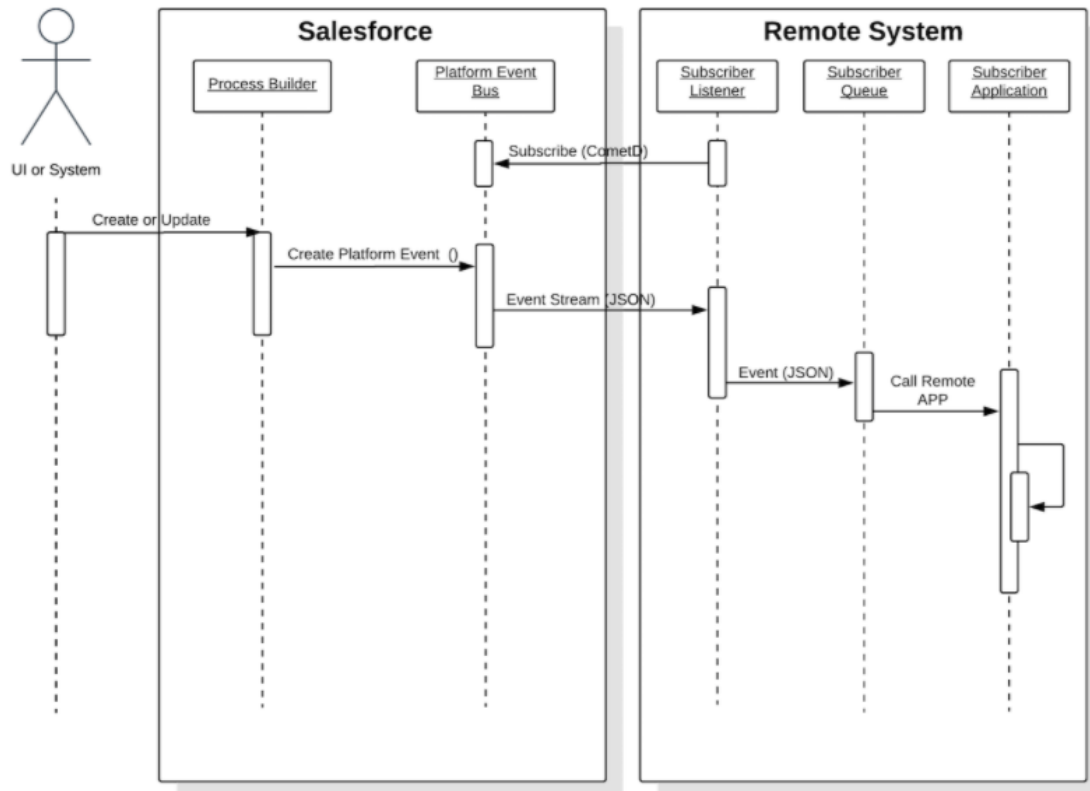 Salesforce
Remote System
Process Builder
Platform Event
Bus
Subscriber
Listener
Subscriber
Queue
Subscriber
Application
UI or System
Subscribe (CometD)
Create or Update
Create Platform Event ()
Event Stream (JSON)
Event (JSON)
Call Remote
APP